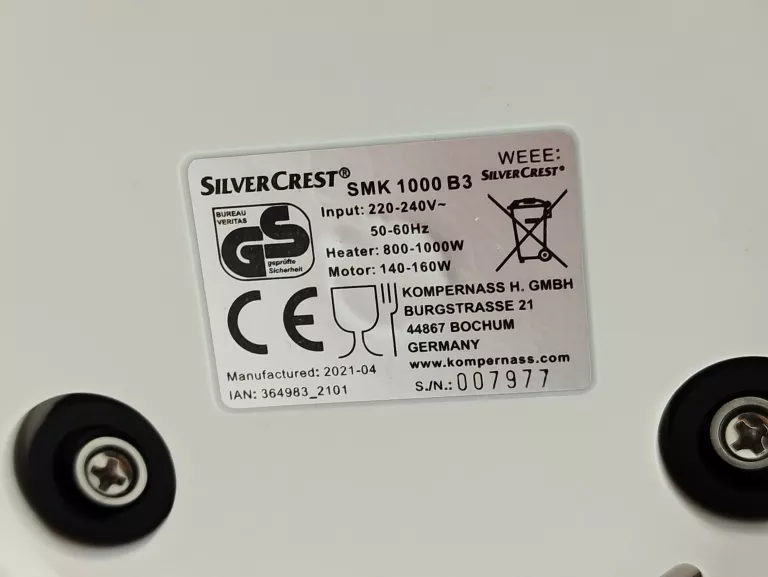 SILVERCREST® SMK 1000 B3
WEEE:
SILVERCREST®
BUREAU
VERITAS
GS
geprüfte
Sicherheit
Input: 220-240V~
50-60Hz
Heater: 800-1000W
Motor: 140-160W
CE
KOMPERNASS H. GMBH
BURGSTRASSE 21
44867 BOCHUM
GERMANY
www.kompernass.com
Manufactured: 2021-04
IAN: 364983_2101
S./N.: 007977